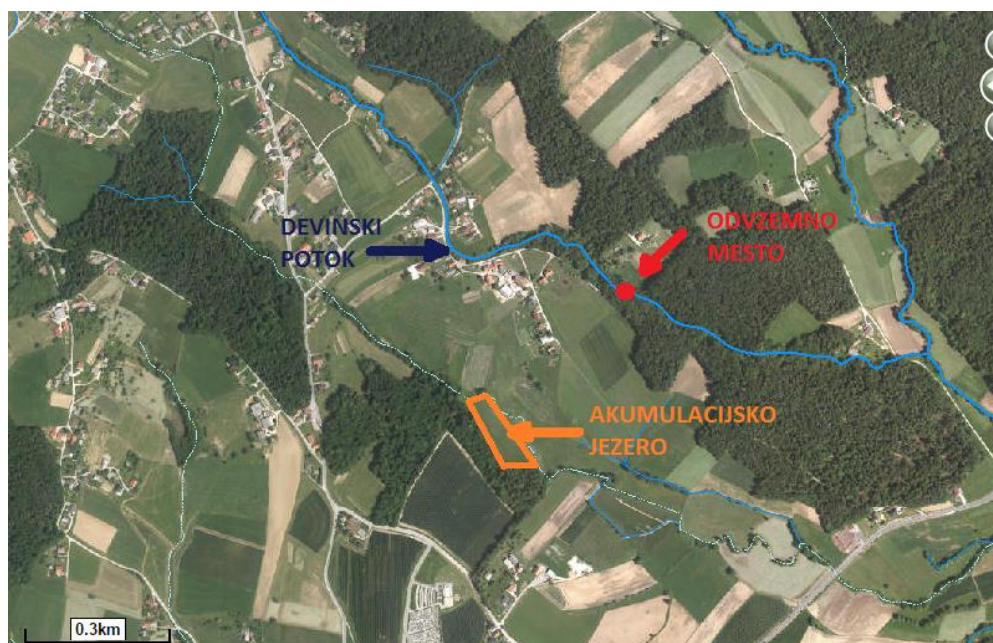 DEVINSKI
POTOK
ODVZEMNO
MESTO
AKUMULACIJSKO
JEZERO
0.3km